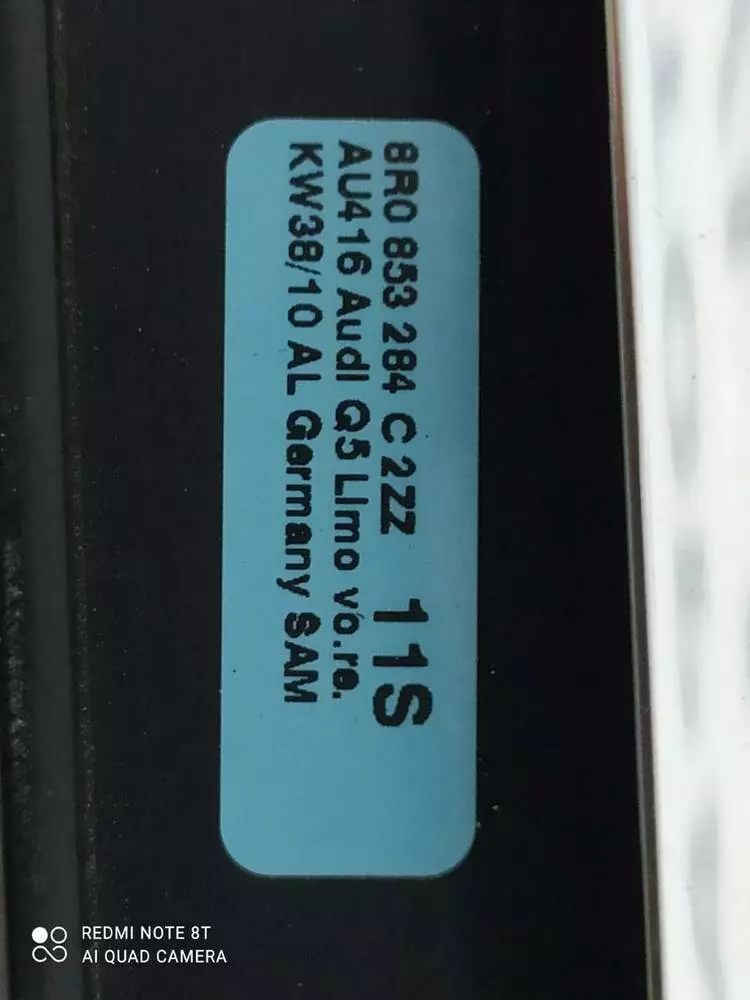 8R0 853 284 C 2ZZ 11S
AU416 Audi Q5 Limo vo.re.
KW38/10 AL Germany SAM
REDMI NOTE 8T
AI QUAD CAMERA